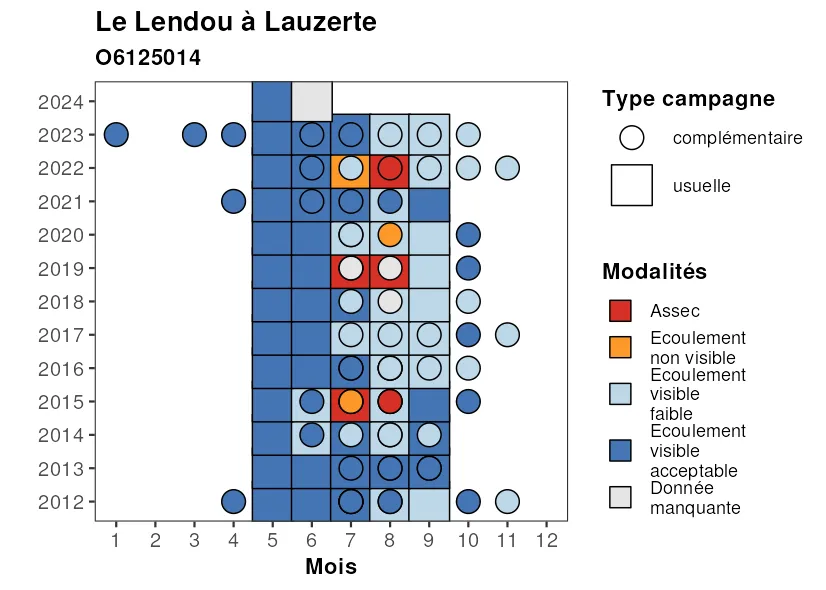 Le Lendou à Lauzerte
O6125014
2024
2023
2022
2021
2020
2019
2018
2017
2016
2015
2014
2013
2012
1 2 3 4 5 6 7 8 9 10 11 12
Mois
Type campagne
complémentaire
usuelle
Modalités
Assec
Ecoulement
non visible
Ecoulement
visible
faible
Ecoulement
visible
acceptable
Donnée
manquante